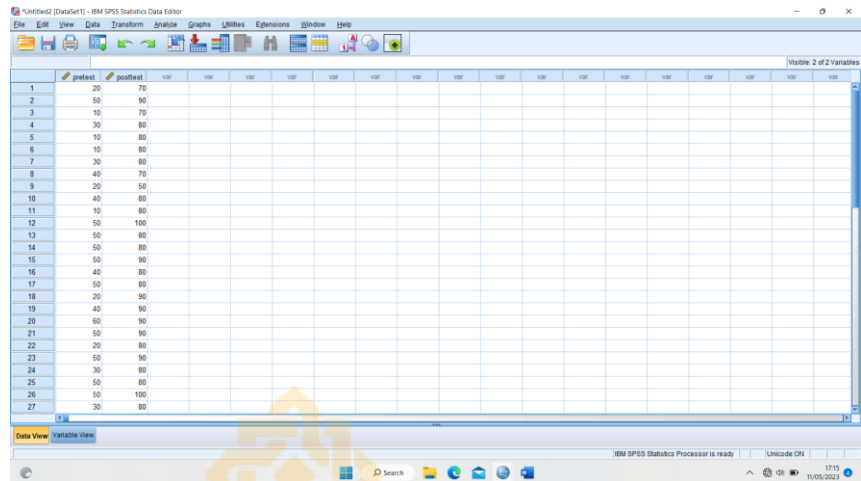 *Untitled2 [DataSet1] - IBM SPSS Statistics Data Editor
File Edit View Data Transform Analyze Graphs Utilities Extensions Window Help
Visible: 2 of 2 Variables
pretest posttest var var var var var var var var var var var var var var var var var
1 20 70
2 50 90
3 10 70
4 30 80
5 10 80
6 10 80
7 30 80
8 40 70
9 20 50
10 40 80
11 10 80
12 50 100
13 50 80
14 50 80
15 50 90
16 40 80
17 50 80
18 20 90
19 40 90
20 60 90
21 50 90
22 20 80
23 50 90
24 30 80
25 50 80
26 50 100
27 30 80
Data View Variable View
IBM SPSS Statistics Processor is ready Unicode:ON
Search
17:15
11/05/2023